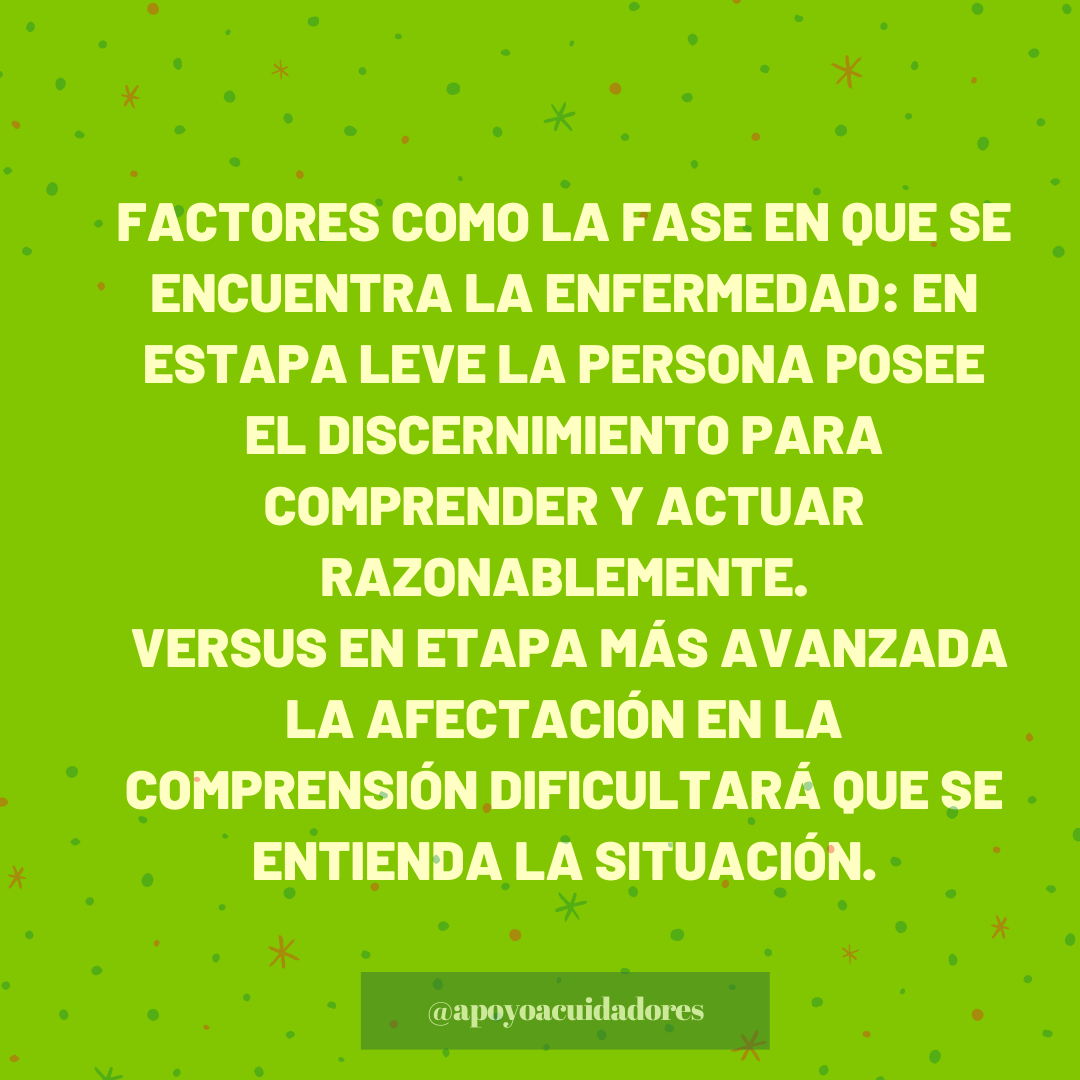 FACTORES COMO LA FASE EN QUE SE
ENCUENTRA LA ENFERMEDAD: EN
ESTAPA LEVE LA PERSONA POSEE
EL DISCERNIMIENTO PARA
COMPRENDER Y ACTUAR
RAZONABLEMENTE.
VERSUS EN ETAPA MÁS AVANZADA
LA AFECTACIÓN EN LA
COMPRENSIÓN DIFICULTARÁ QUE SE
ENTIENDA LA SITUACIÓN.
@apoyoacuidadores